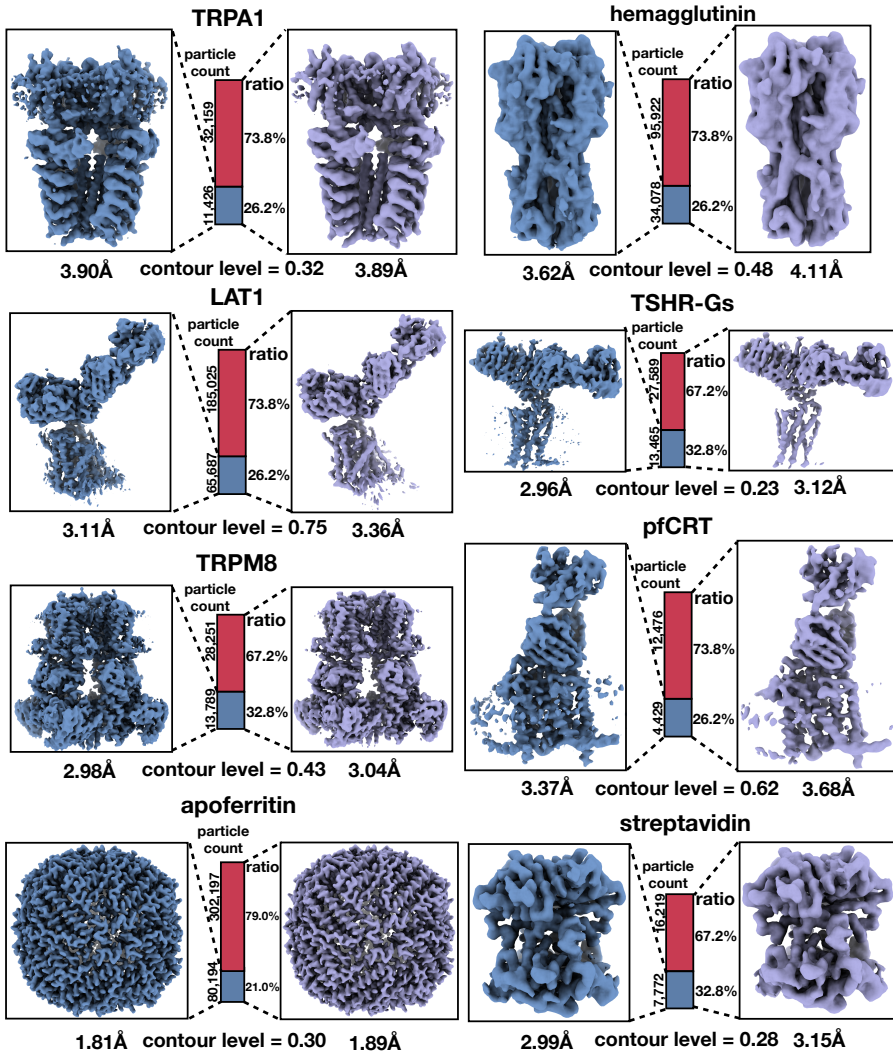 TRPA1
particle
count
ratio
32,159
73.8%
11,426
26.2%
3.90Å contour level = 0.32 3.89Å
hemagglutinin
particle
count
ratio
95,922
73.8%
34,078
26.2%
3.62Å contour level = 0.48 4.11Å
LAT1
particle
count
ratio
185,025
73.8%
65,687
26.2%
3.11Å contour level = 0.75 3.36Å
TSHR-Gs
particle
count
ratio
27,589
67.2%
13,465
32.8%
2.96Å contour level = 0.23 3.12Å
TRPM8
particle
count
ratio
28,251
67.2%
13,789
32.8%
2.98Å contour level = 0.43 3.04Å
pfCRT
particle
count
ratio
12,476
73.8%
4,429
26.2%
3.37Å contour level = 0.62 3.68Å
apoferritin
particle
count
ratio
302,197
79.0%
80,194
21.0%
1.81Å contour level = 0.30 1.89Å
streptavidin
particle
count
ratio
16,219
67.2%
7,772
32.8%
2.99Å contour level = 0.28 3.15Å